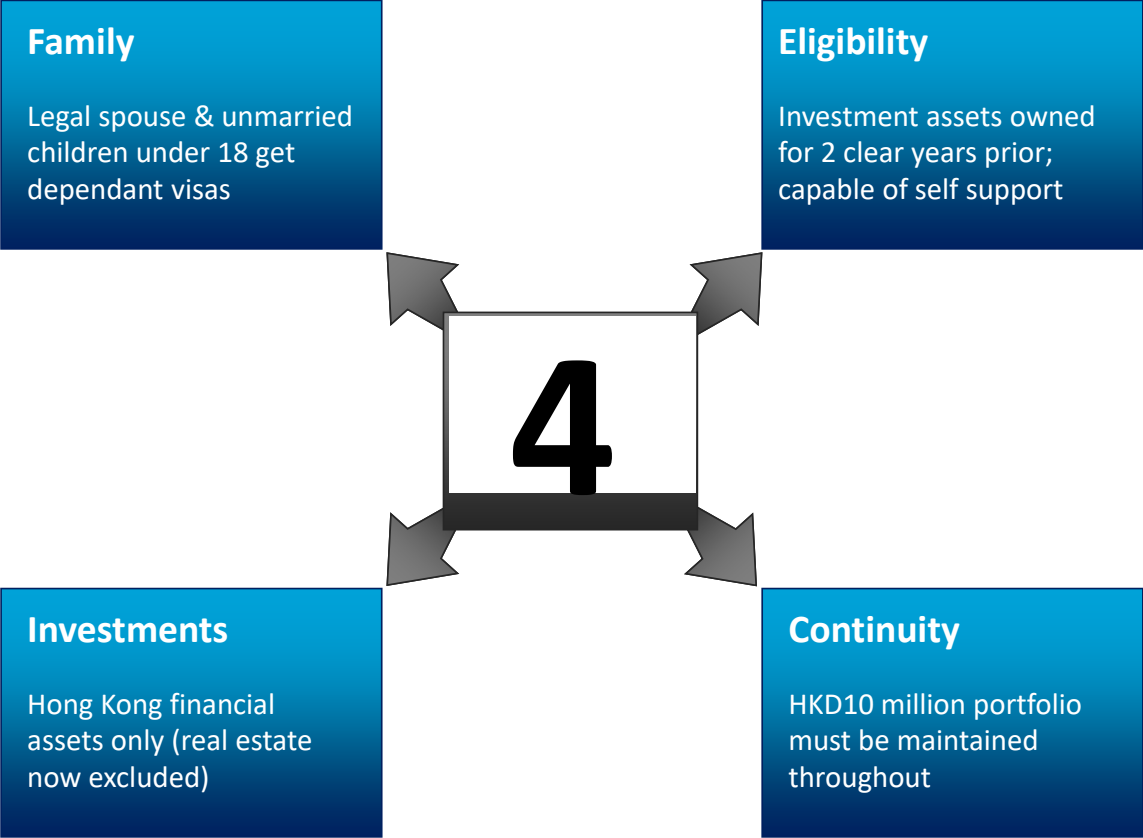 Family
Legal spouse & unmarried
children under 18 get
dependant visas
Eligibility
Investment assets owned
for 2 clear years prior;
capable of self support
4
Investments
Hong Kong financial
assets only (real estate
now excluded)
Continuity
HKD10 million portfolio
must be maintained
throughout